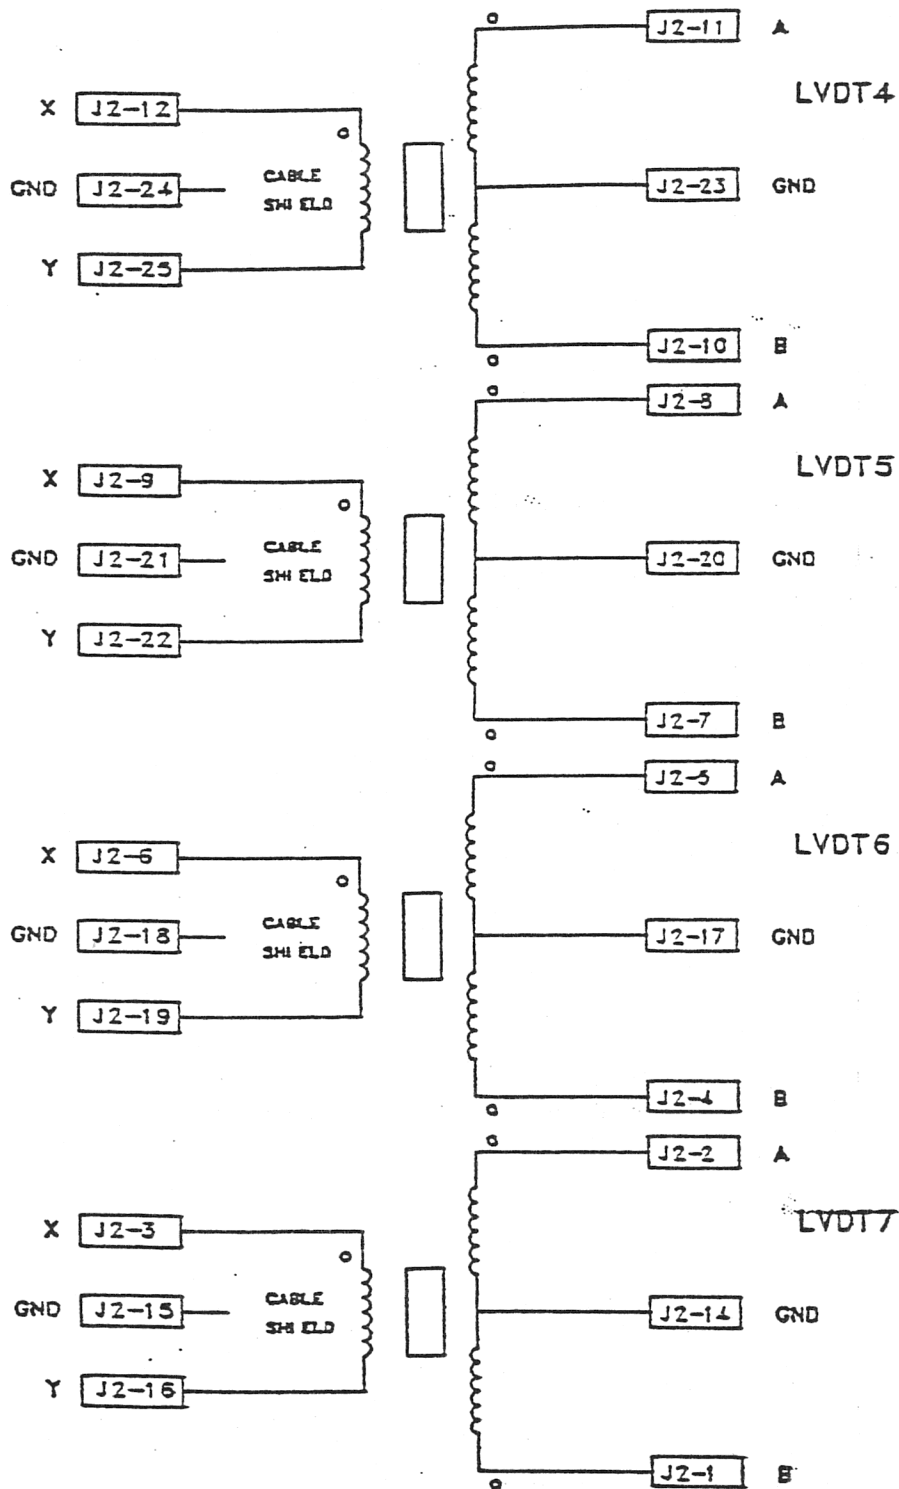 J2-11 A
LVDT4
X J2-12
CABLE
GND J2-24 J2-23 GND
SHIELD
Y J2-25
J2-10 B
J2-8 A
LVDT5
X J2-9
CABLE
GND J2-21 J2-20 GND
SHIELD
Y J2-22
J2-7 B
J2-5 A
LVDT6
X J2-6
CABLE
GND J2-18 J2-17 GND
SHIELD
Y J2-19
J2-4 B
J2-2 A
LVDT7
X J2-3
CABLE
GND J2-15 J2-14 GND
SHIELD
Y J2-16
J2-1 B